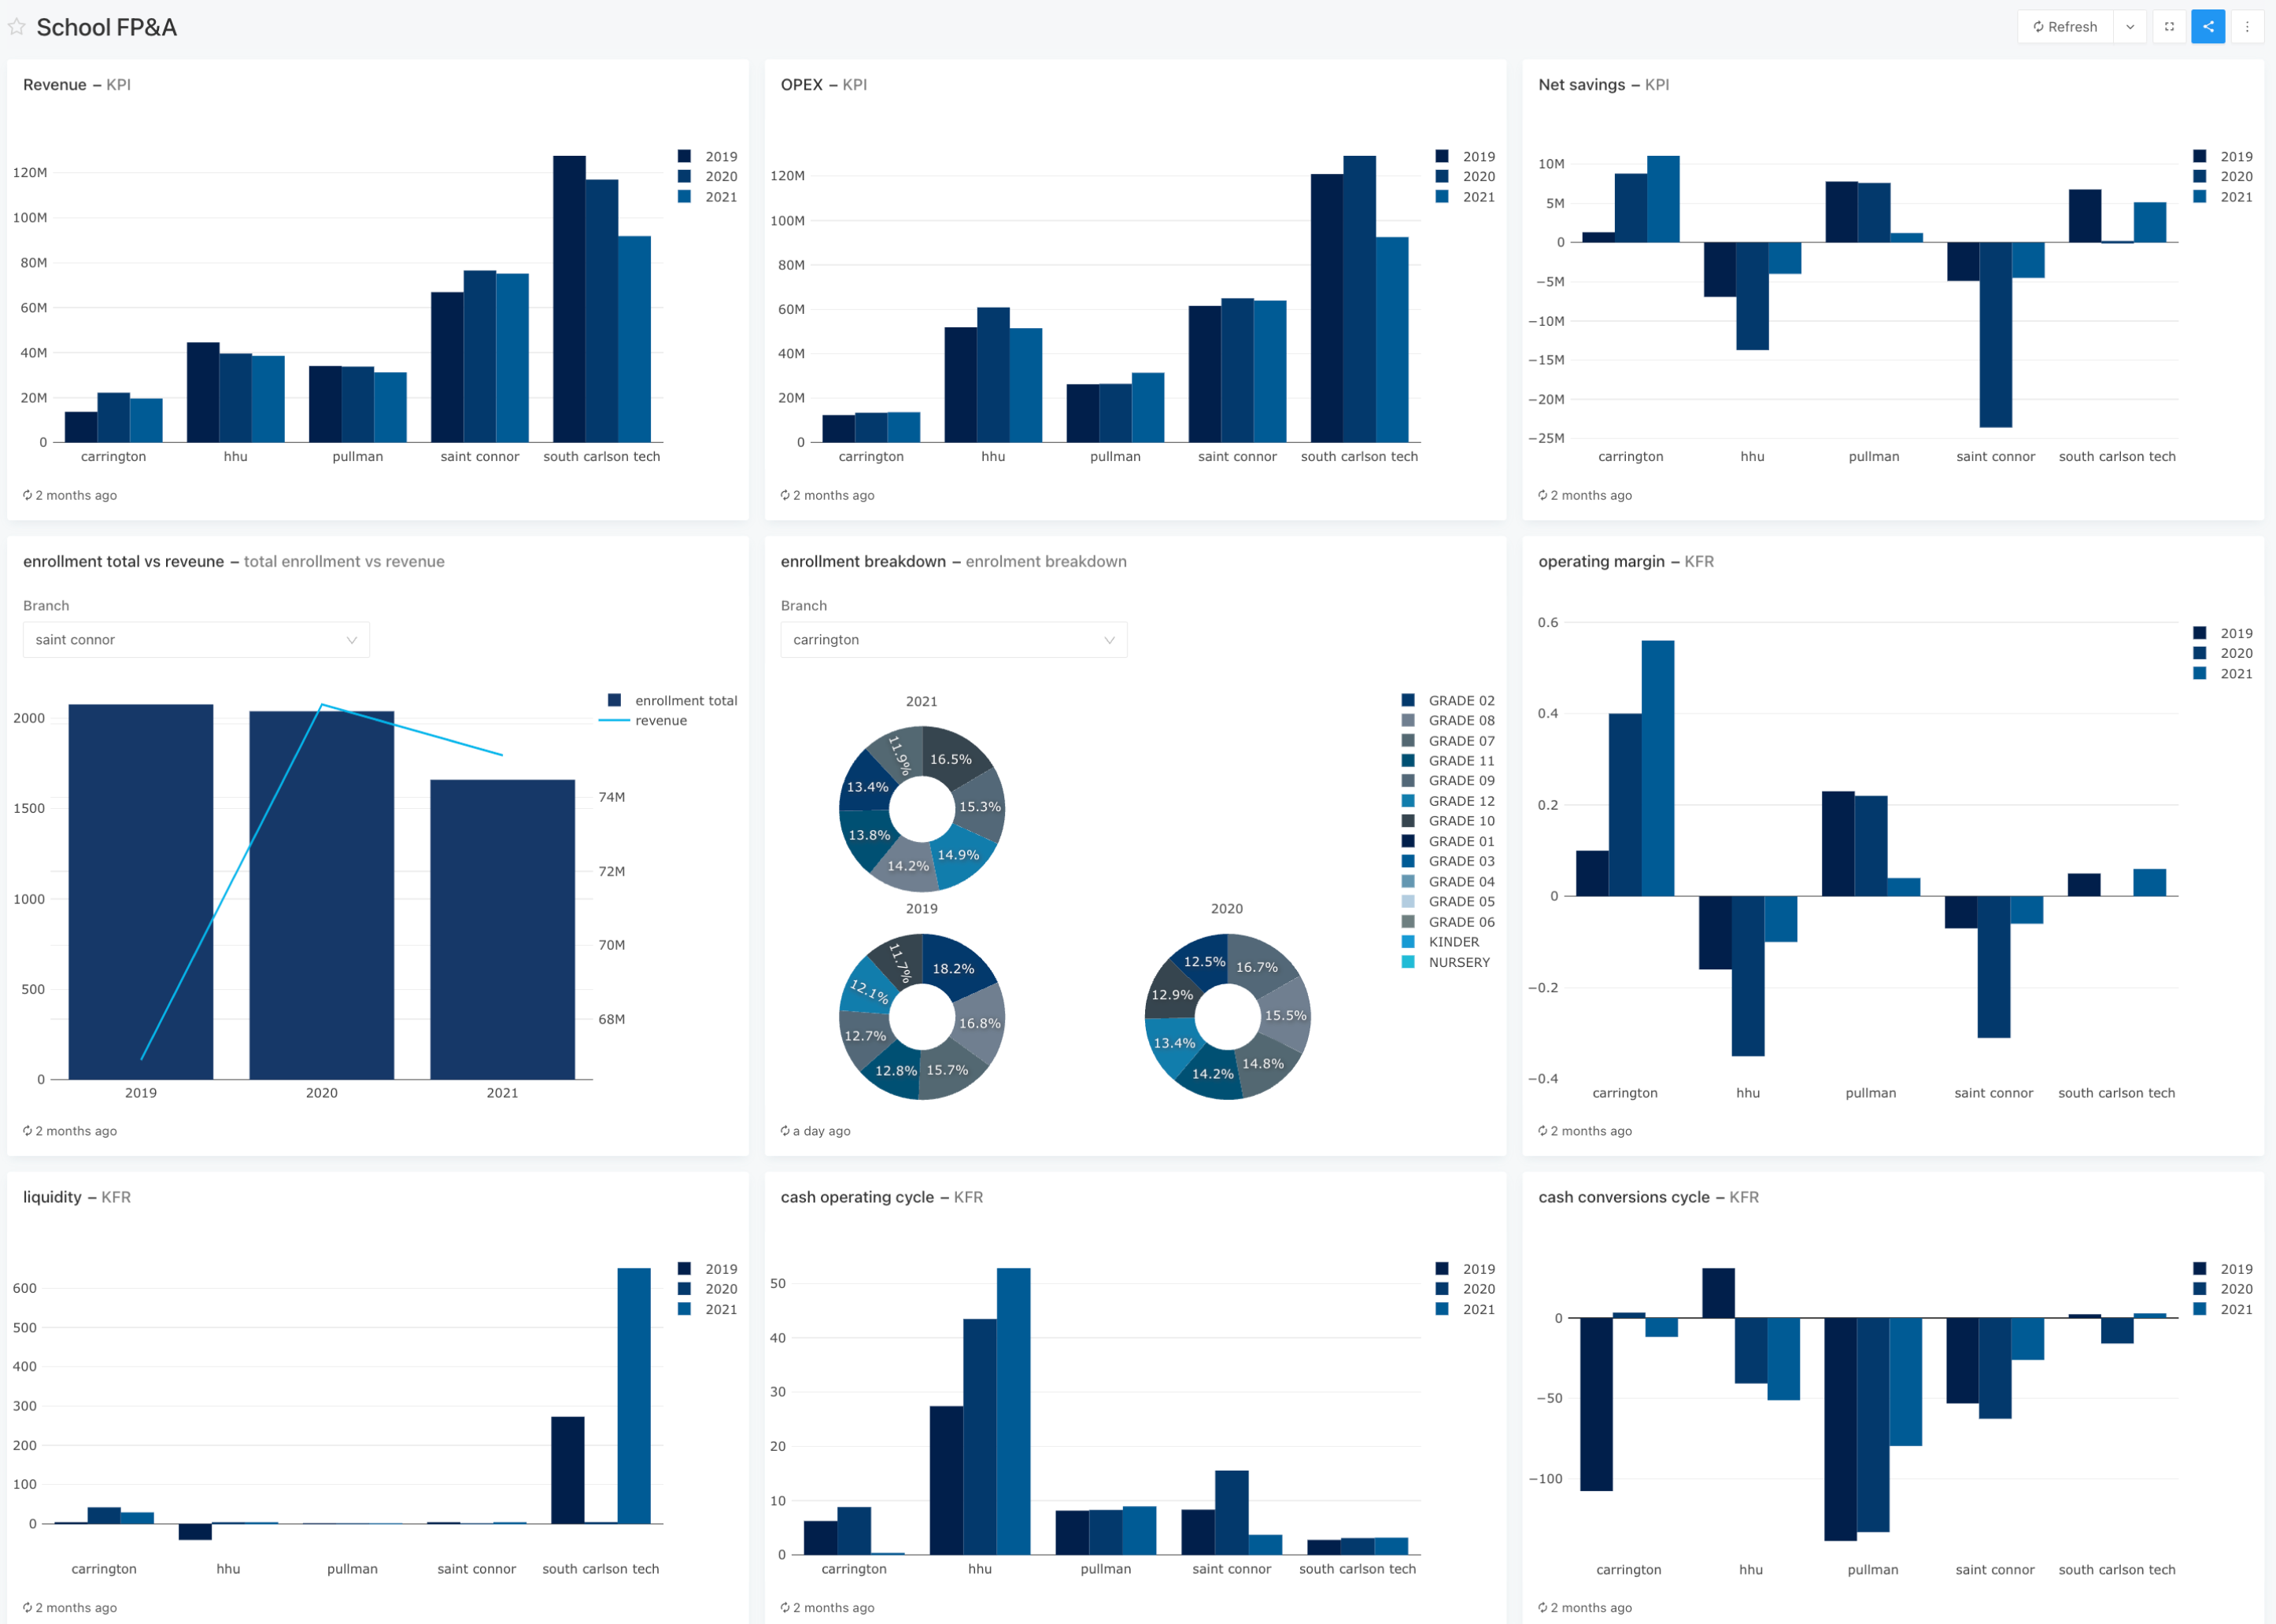 School FP&A
Refresh
Revenue – KPI
120M
100M
80M
60M
40M
20M
0
carrington hhu pullman saint connor south carlson tech
2019
2020
2021
2 months ago
OPEX – KPI
120M
100M
80M
60M
40M
20M
0
carrington hhu pullman saint connor south carlson tech
2019
2020
2021
2 months ago
Net savings – KPI
10M
5M
0
−5M
−10M
−15M
−20M
−25M
carrington hhu pullman saint connor south carlson tech
2019
2020
2021
2 months ago
enrollment total vs reveune – total enrollment vs revenue
Branch
saint connor
2000
1500
1000
500
0
74M
72M
70M
68M
2019 2020 2021
enrollment total
revenue
2 months ago
enrollment breakdown – enrolment breakdown
Branch
carrington
2021
16.5%
15.3%
14.9%
14.2%
13.8%
13.4%
11.9%
2019
18.2%
16.8%
15.7%
12.8%
12.7%
12.1%
11.7%
2020
16.7%
15.5%
14.8%
14.2%
13.4%
12.9%
12.5%
GRADE 02
GRADE 08
GRADE 07
GRADE 11
GRADE 09
GRADE 12
GRADE 10
GRADE 01
GRADE 03
GRADE 04
GRADE 05
GRADE 06
KINDER
NURSERY
a day ago
operating margin – KFR
0.6
0.4
0.2
0
−0.2
−0.4
carrington hhu pullman saint connor south carlson tech
2019
2020
2021
2 months ago
liquidity – KFR
600
500
400
300
200
100
0
carrington hhu pullman saint connor south carlson tech
2019
2020
2021
2 months ago
cash operating cycle – KFR
50
40
30
20
10
0
carrington hhu pullman saint connor south carlson tech
2019
2020
2021
2 months ago
cash conversions cycle – KFR
0
−50
−100
carrington hhu pullman saint connor south carlson tech
2019
2020
2021
2 months ago